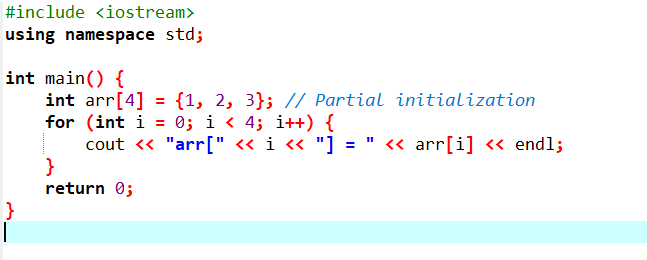 #include <iostream>
using namespace std;
int main() {
    int arr[4] = {1, 2, 3}; // Partial initialization
    for (int i = 0; i < 4; i++) {
        cout << "arr[" << i << "] = " << arr[i] << endl;
    }
    return 0;
}